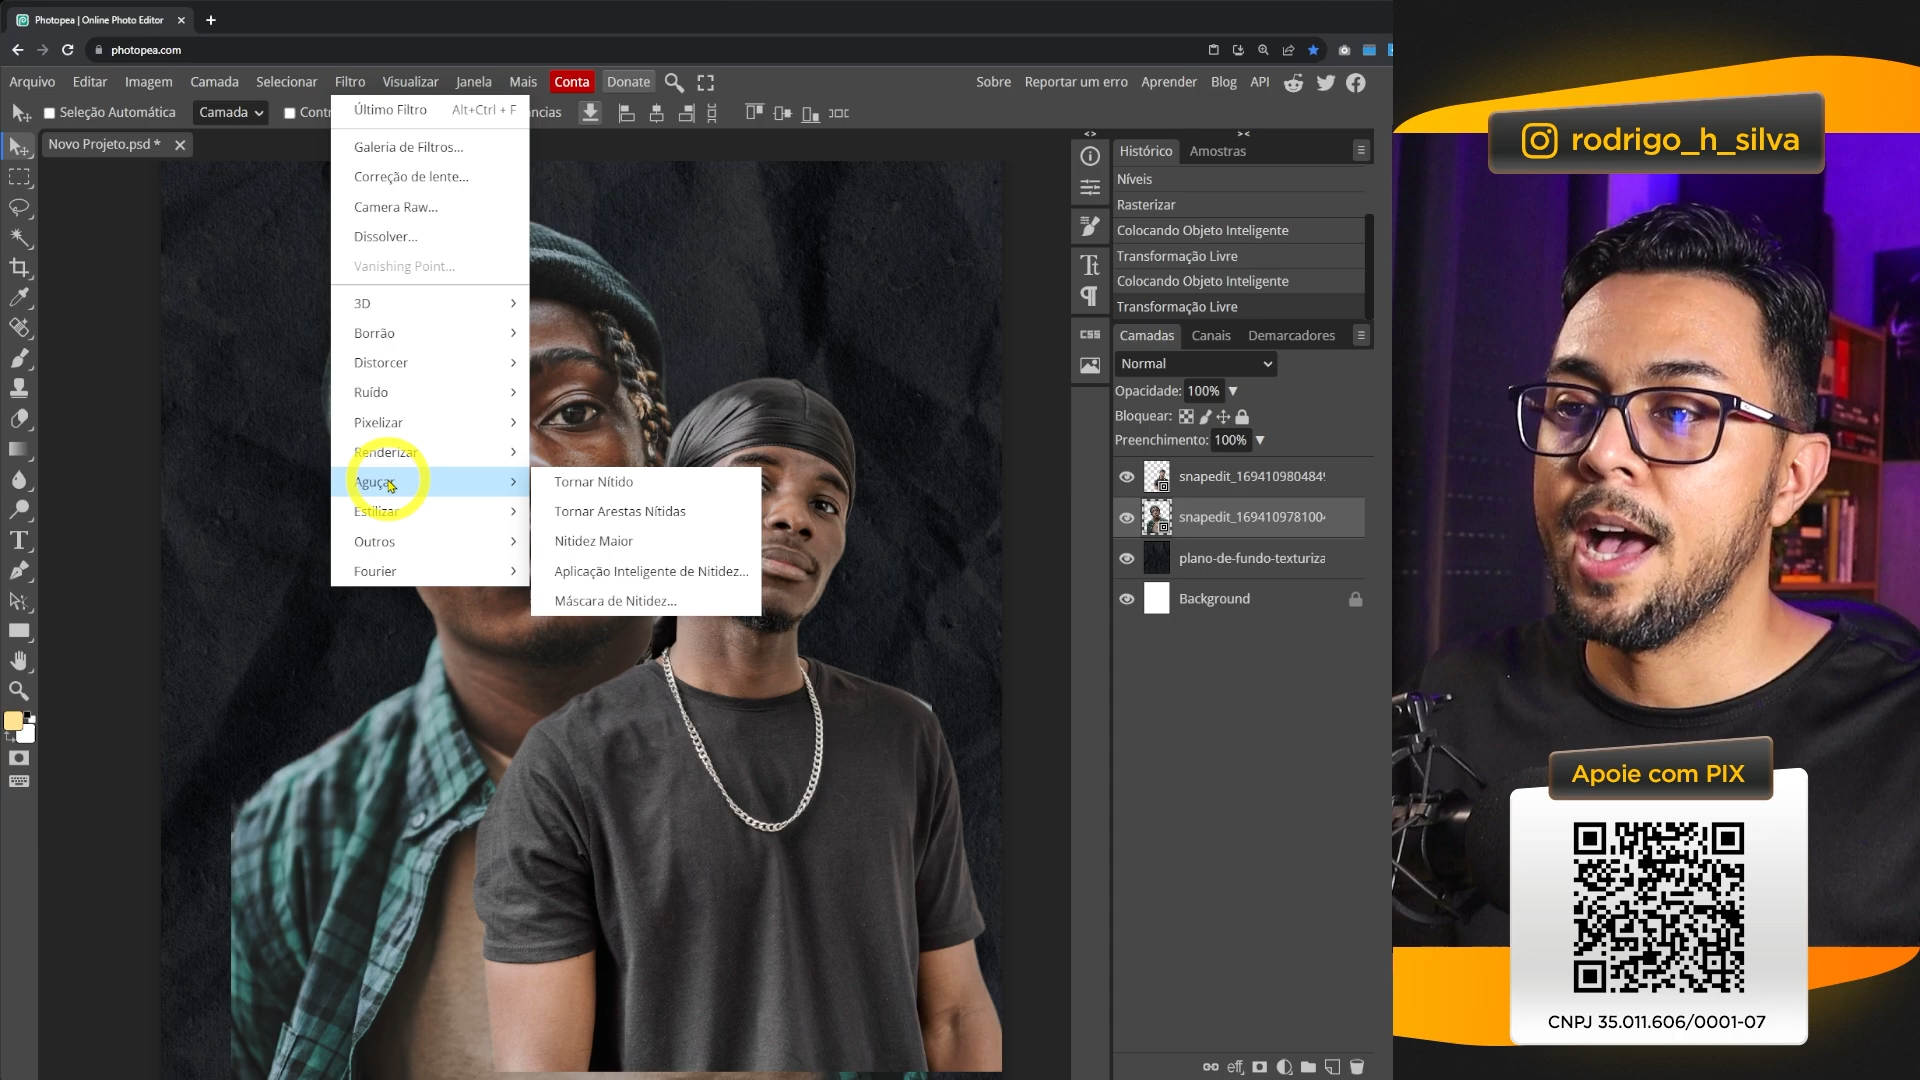 Photopea | Online Photo Editor
photopea.com
Arquivo Editar Imagem Camada Selecionar Filtro Visualizar Janela Mais Conta Donate
Sobre Reportar um erro Aprender Blog API
Seleção Automática Camada Contr
ncias
Novo Projeto.psd *
Último Filtro Alt+Ctrl + F
Galeria de Filtros...
Correção de lente...
Camera Raw...
Dissolver...
Vanishing Point...
3D
Borrão
Distorcer
Ruído
Pixelizar
Renderizar
Aguçar
Estilizar
Outros
Fourier
Tornar Nítido
Tornar Arestas Nítidas
Nitidez Maior
Aplicação Inteligente de Nitidez...
Máscara de Nitidez...
CSS
Histórico Amostras
Níveis
Rasterizar
Colocando Objeto Inteligente
Transformação Livre
Colocando Objeto Inteligente
Transformação Livre
Camadas Canais Demarcadores
Normal
Opacidade: 100%
Bloquear:
Preenchimento: 100%
snapedit_169410980484
snapedit_169410978100
plano-de-fundo-texturiza
Background
eff
rodrigo_h_silva
Apoie com PIX
CNPJ 35.011.606/0001-07